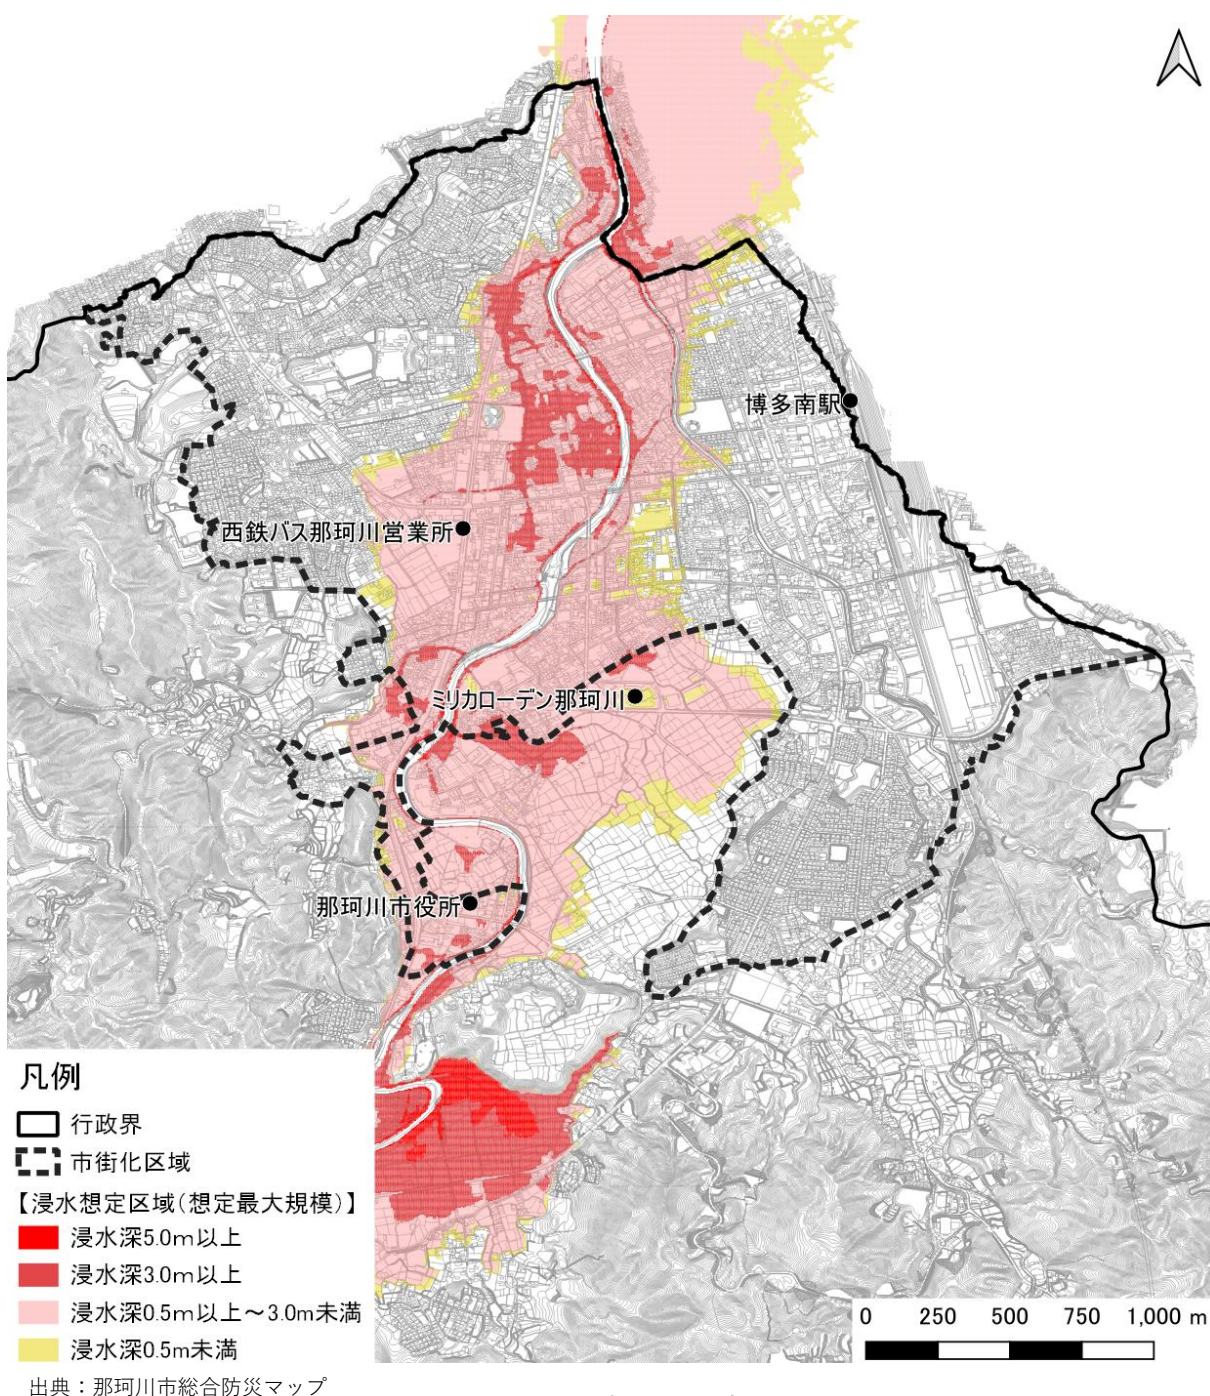 博多南駅
西鉄バス那珂川営業所
ミリカローデン那珂川
那珂川市役所
凡例
行政界
市街化区域
【浸水想定区域(想定最大規模)】
浸水深5.0m以上
浸水深3.0m以上
浸水深0.5m以上～3.0m未満
浸水深0.5m未満
0 250 500 750 1,000 m
出典：那珂川市総合防災マップ